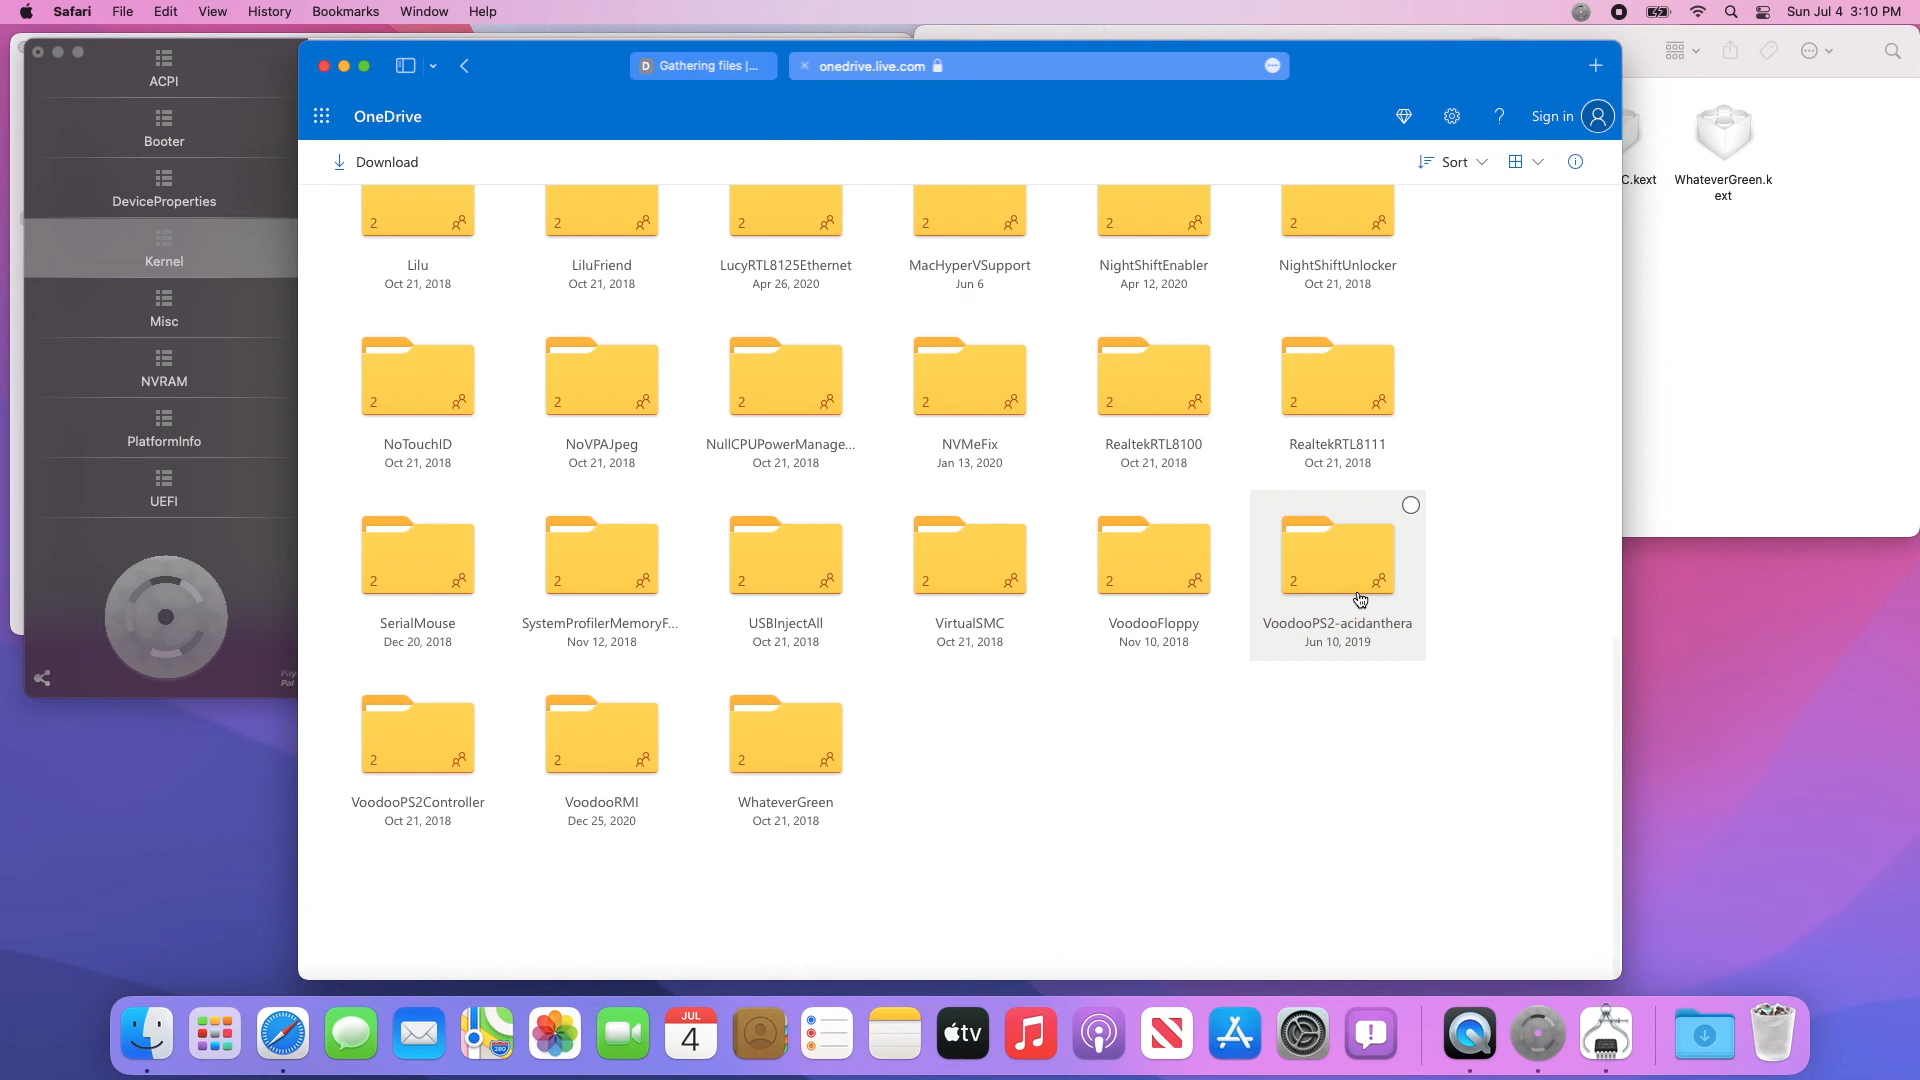 Safari File Edit View History Bookmarks Window Help
Sun Jul 4 3:10 PM
ACPI
Booter
DeviceProperties
Kernel
Misc
NVRAM
PlatformInfo
UEFI
Pay
Pal
D Gathering files |...
onedrive.live.com
OneDrive
? Sign in
Download
Sort
C.kext
WhateverGreen.k
ext
2 2 2 2 2 2
Lilu LiluFriend LucyRTL8125Ethernet MacHyperVSupport NightShiftEnabler NightShiftUnlocker
Oct 21, 2018 Oct 21, 2018 Apr 26, 2020 Jun 6 Apr 12, 2020 Oct 21, 2018
2 2 2 2 2 2
NoTouchID NoVPAJpeg NullCPUPowerManage... NVMeFix RealtekRTL8100 RealtekRTL8111
Oct 21, 2018 Oct 21, 2018 Oct 21, 2018 Jan 13, 2020 Oct 21, 2018 Oct 21, 2018
2 2 2 2 2 2
SerialMouse SystemProfilerMemoryF... USBInjectAll VirtualSMC VoodooFloppy VoodooPS2-acidanthera
Dec 20, 2018 Nov 12, 2018 Oct 21, 2018 Oct 21, 2018 Nov 10, 2018 Jun 10, 2019
2 2 2
VoodooPS2Controller VoodooRMI WhateverGreen
Oct 21, 2018 Dec 25, 2020 Oct 21, 2018
JUL
4
tv
280